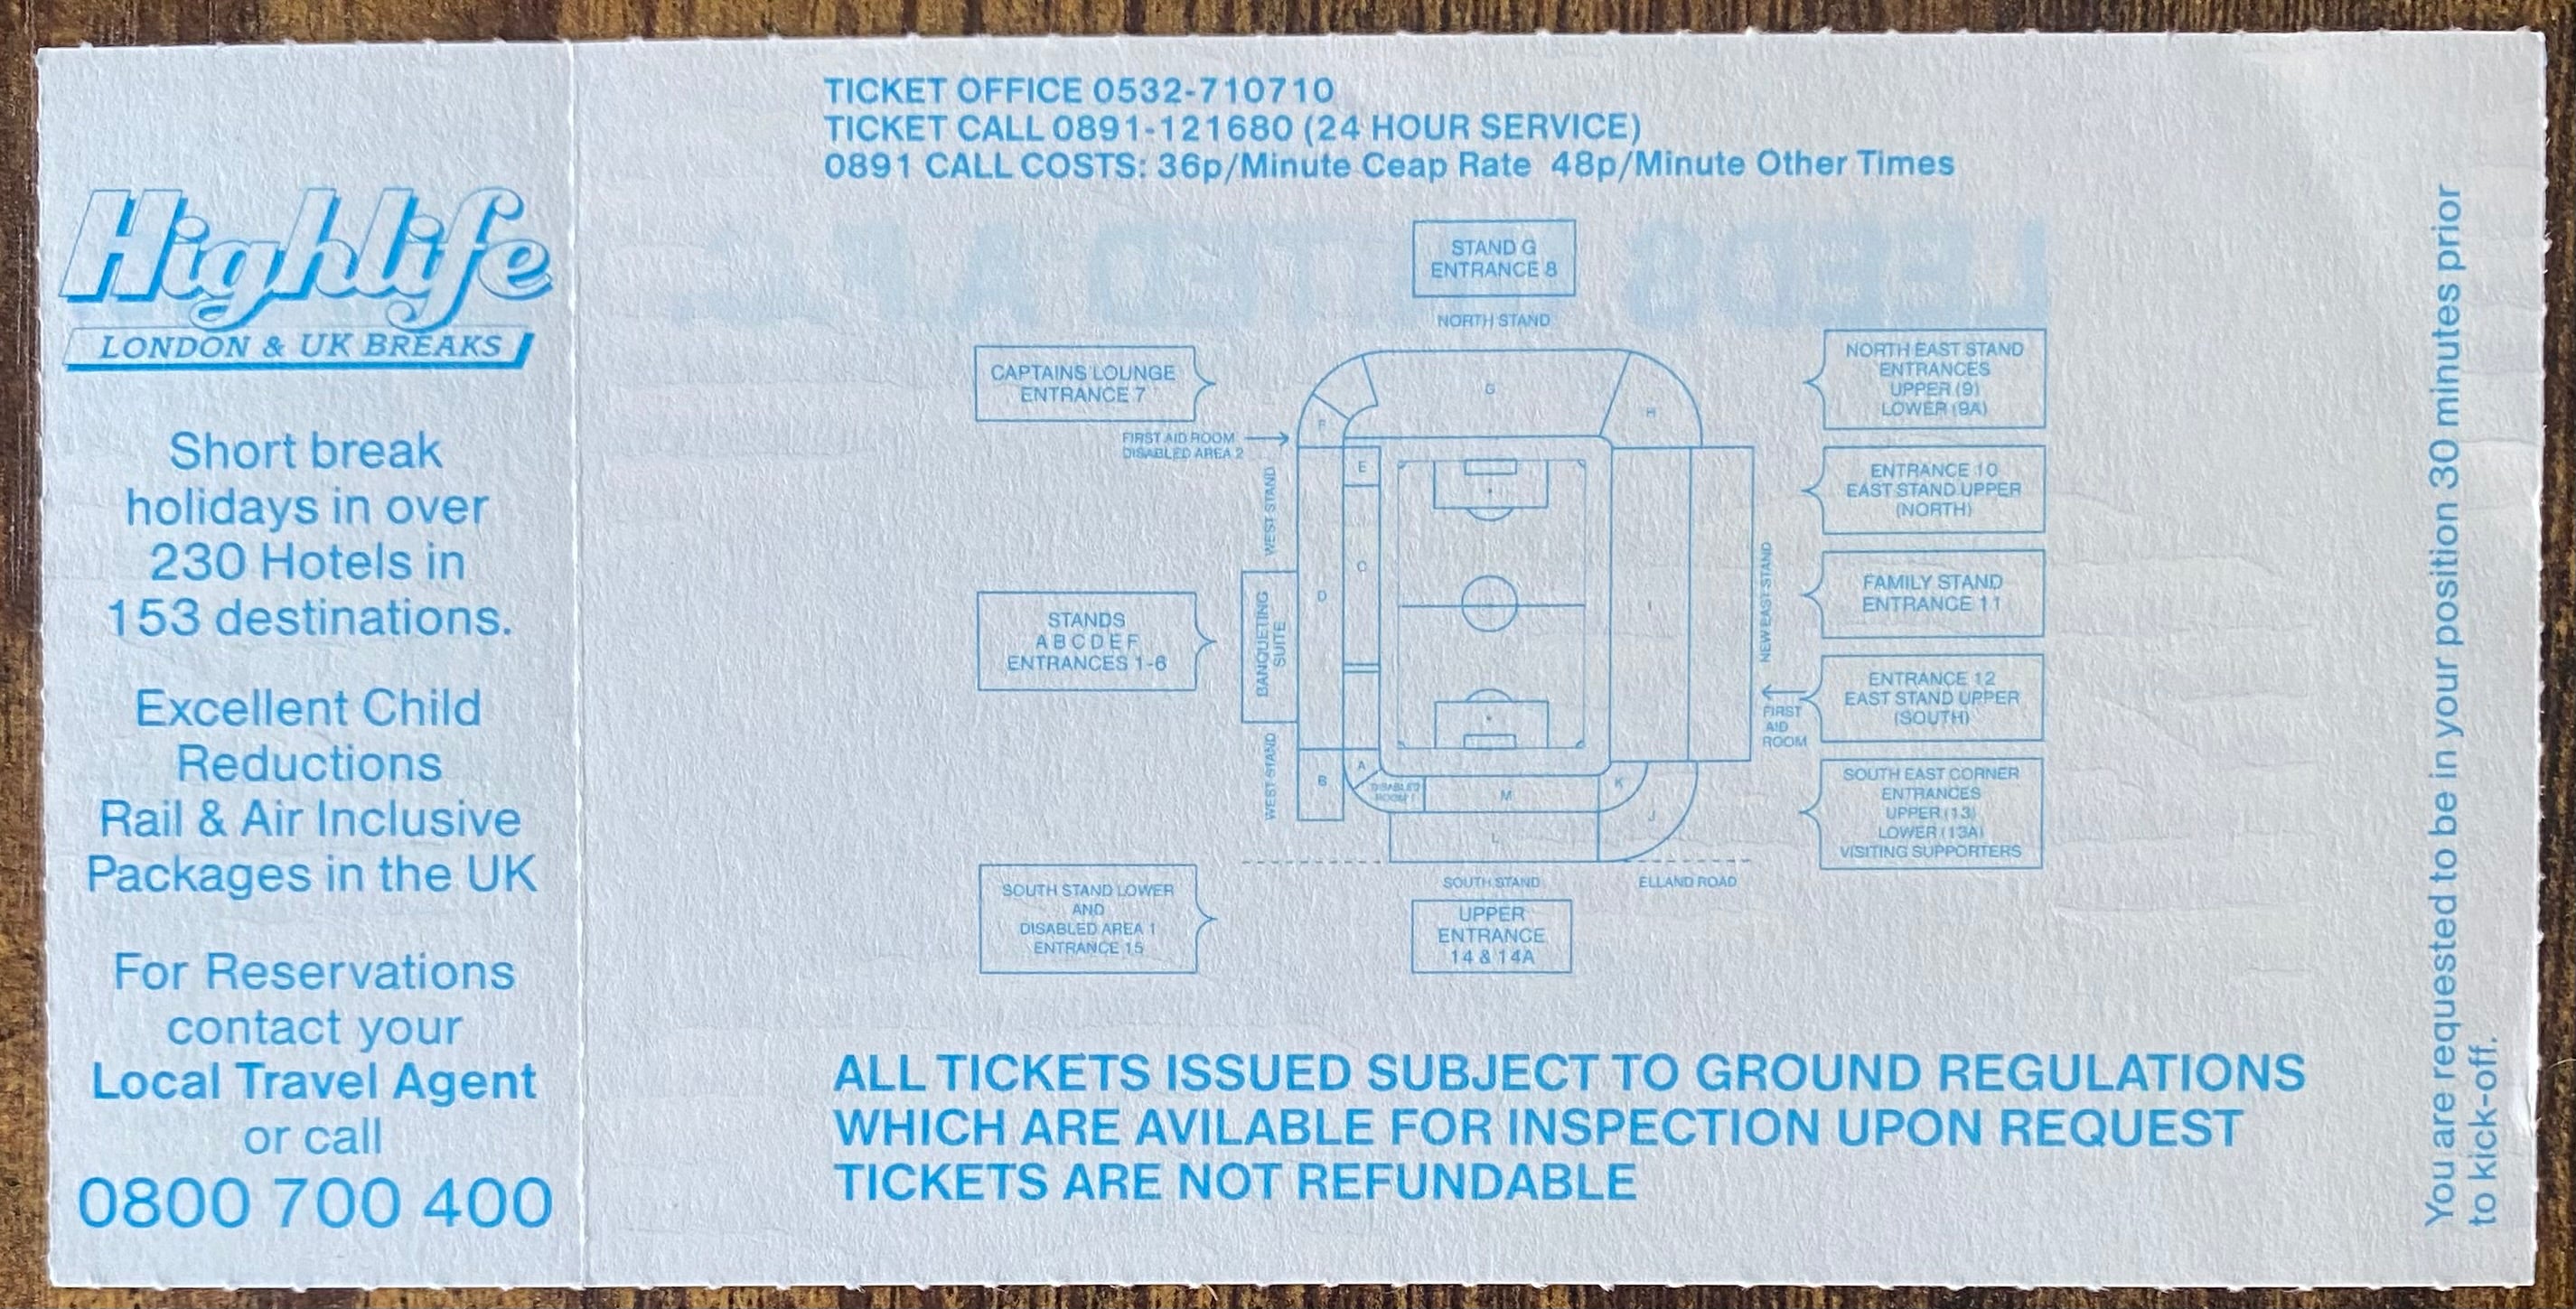 Highlife
LONDON & UK BREAKS
Short break
holidays in over
230 Hotels in
153 destinations.
Excellent Child
Reductions
Rail & Air Inclusive
Packages in the UK
For Reservations
contact your
Local Travel Agent
or call
0800 700 400
TICKET OFFICE 0532-710710
TICKET CALL 0891-121680 (24 HOUR SERVICE)
0891 CALL COSTS: 36p/Minute Ceap Rate 48p/Minute Other Times
STAND G
ENTRANCE 8
NORTH STAND
CAPTAINS LOUNGE
ENTRANCE 7
FIRST AID ROOM
DISABLED AREA 2
WEST STAND
STANDS
A B C D E F
ENTRANCES 1-6
BANQUETING
SUITE
WEST STAND
SOUTH STAND LOWER
AND
DISABLED AREA 1
ENTRANCE 15
G
H
F
E
C
D
I
A
B
DISABLED
ROOM 1
M
K
J
L
NEW EAST STAND
FIRST
AID
ROOM
SOUTH STAND
ELLAND ROAD
UPPER
ENTRANCE
14 & 14A
NORTH EAST STAND
ENTRANCES
UPPER (9)
LOWER (9A)
ENTRANCE 10
EAST STAND UPPER
(NORTH)
FAMILY STAND
ENTRANCE 11
ENTRANCE 12
EAST STAND UPPER
(SOUTH)
SOUTH EAST CORNER
ENTRANCES
UPPER (13)
LOWER (13A)
VISITING SUPPORTERS
ALL TICKETS ISSUED SUBJECT TO GROUND REGULATIONS
WHICH ARE AVILABLE FOR INSPECTION UPON REQUEST
TICKETS ARE NOT REFUNDABLE
You are requested to be in your position 30 minutes prior
to kick-off.